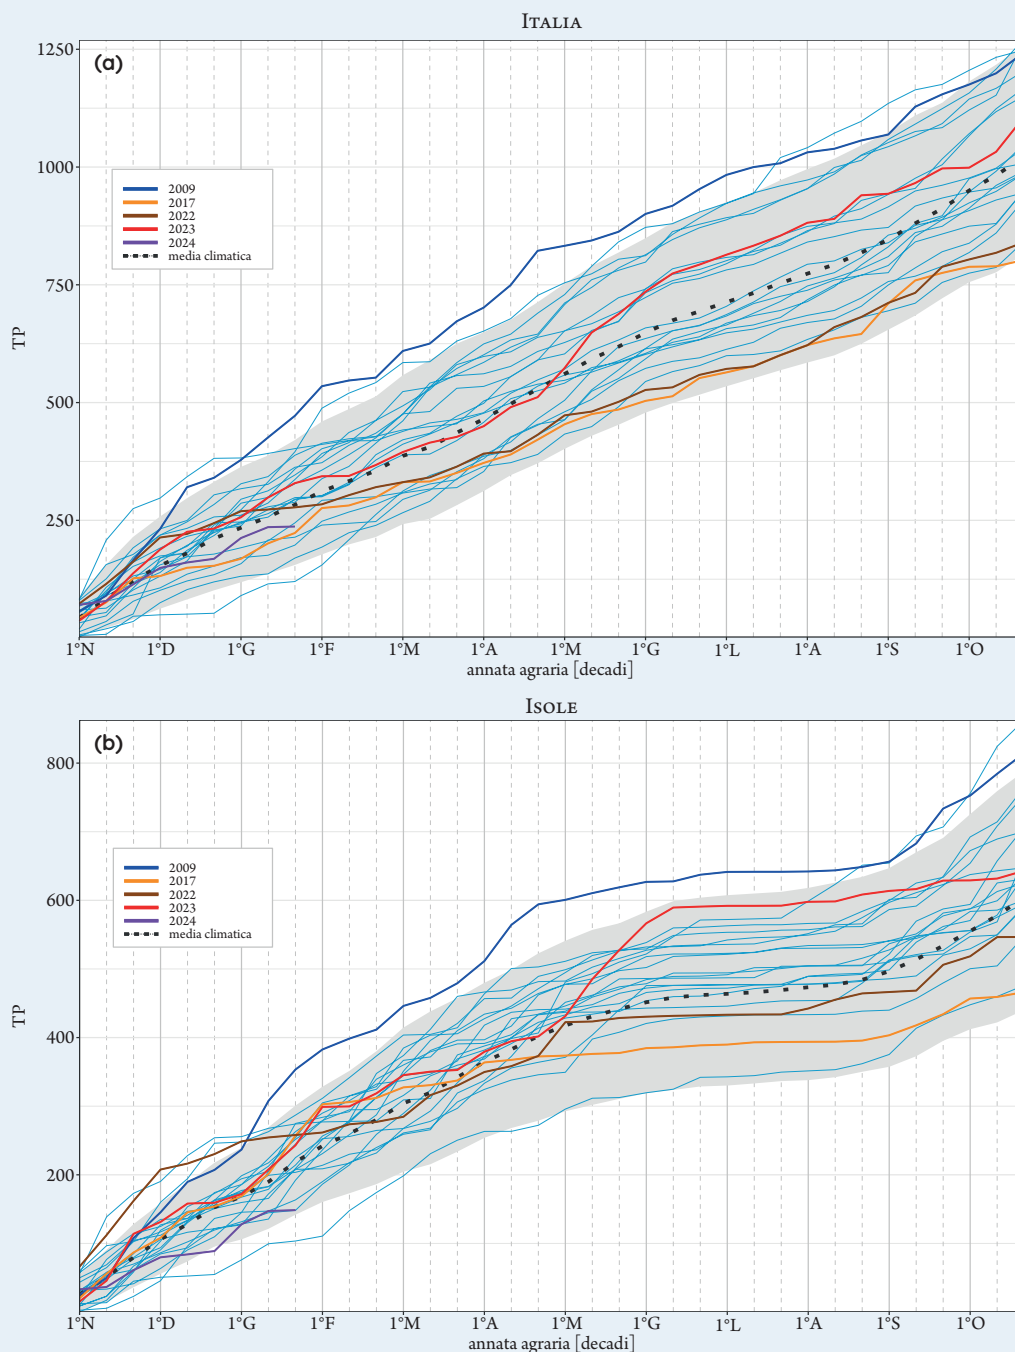 ITALIA
(a)
1250
1000
750
500
250
TP
2009
2017
2022
2023
2024
media climatica
1°N 1°D 1°G 1°F 1°M 1°A 1°M 1°G 1°L 1°A 1°S 1°O
annata agraria [decadi]
ISOLE
(b)
800
600
400
200
TP
2009
2017
2022
2023
2024
media climatica
1°N 1°D 1°G 1°F 1°M 1°A 1°M 1°G 1°L 1°A 1°S 1°O
annata agraria [decadi]